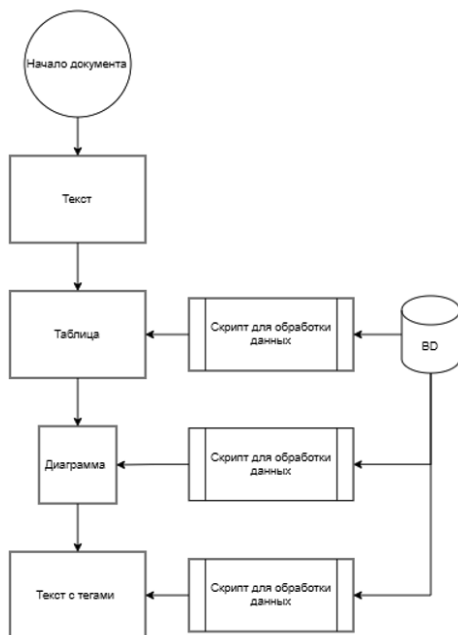 Начало документа
Текст
Таблица
Скрипт для обработки
данных
BD
Диаграмма
Скрипт для обработки
данных
Текст с тегами
Скрипт для обработки
данных